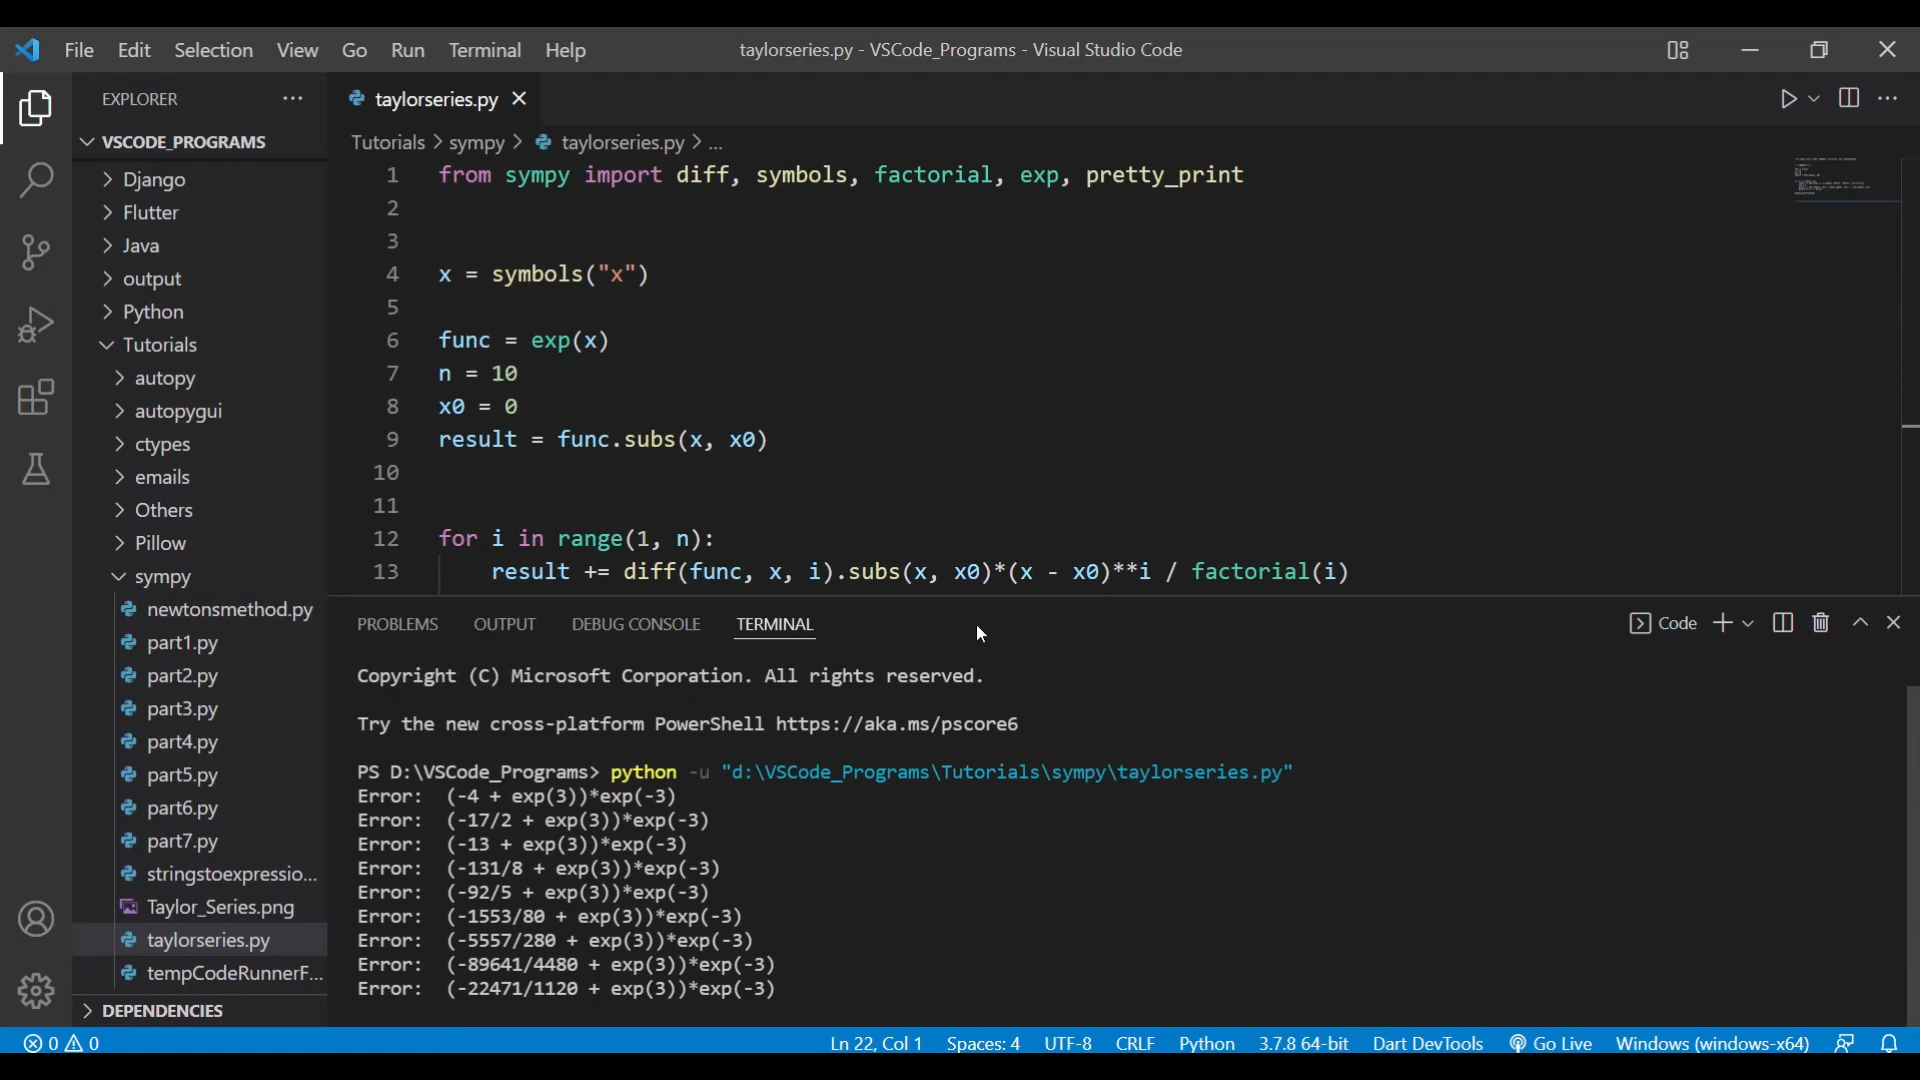 File Edit Selection View Go Run Terminal Help
taylorseries.py - VSCode_Programs - Visual Studio Code
EXPLORER
VSCODE_PROGRAMS
Django
Flutter
Java
output
Python
Tutorials
autopy
autopygui
ctypes
emails
Others
Pillow
sympy
newtonsmethod.py
part1.py
part2.py
part3.py
part4.py
part5.py
part6.py
part7.py
stringstoexpressio...
Taylor_Series.png
taylorseries.py
tempCodeRunnerF...
DEPENDENCIES
taylorseries.py
Tutorials > sympy > taylorseries.py > ...
1 from sympy import diff, symbols, factorial, exp, pretty_print
2
3
4 x = symbols("x")
5
6 func = exp(x)
7 n = 10
8 x0 = 0
9 result = func.subs(x, x0)
10
11
12 for i in range(1, n):
13 result += diff(func, x, i).subs(x, x0)*(x - x0)**i / factorial(i)
PROBLEMS OUTPUT DEBUG CONSOLE TERMINAL
Code
Copyright (C) Microsoft Corporation. All rights reserved.
Try the new cross-platform PowerShell https://aka.ms/pscore6
PS D:\VSCode_Programs> python -u "d:\VSCode_Programs\Tutorials\sympy\taylorseries.py"
Error: (-4 + exp(3))*exp(-3)
Error: (-17/2 + exp(3))*exp(-3)
Error: (-13 + exp(3))*exp(-3)
Error: (-131/8 + exp(3))*exp(-3)
Error: (-92/5 + exp(3))*exp(-3)
Error: (-1553/80 + exp(3))*exp(-3)
Error: (-5557/280 + exp(3))*exp(-3)
Error: (-89641/4480 + exp(3))*exp(-3)
Error: (-22471/1120 + exp(3))*exp(-3)
0 0 Ln 22, Col 1 Spaces: 4 UTF-8 CRLF Python 3.7.8 64-bit Dart DevTools Go Live Windows (windows-x64)